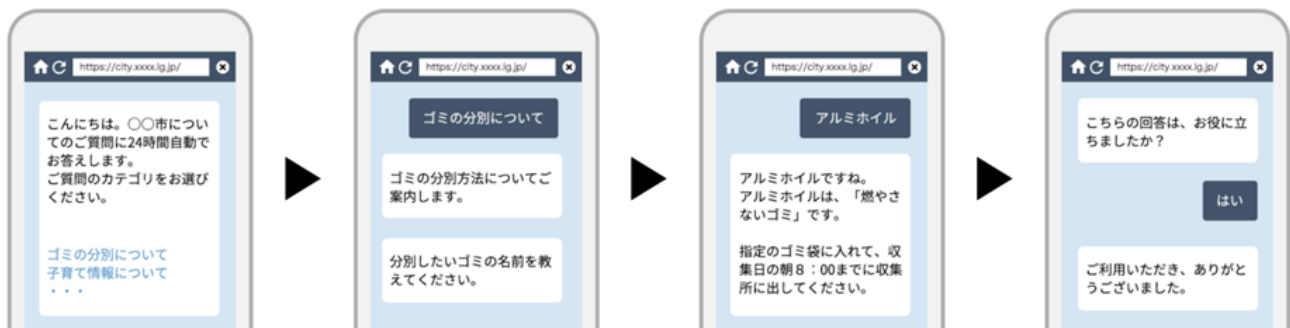 https://city.xxxx.lg.jp/
こんにちは。○○市につい
てのご質問に24時間自動で
お答えします。
ご質問のカテゴリをお選び
ください。
ゴミの分別について
子育て情報について
・・・
https://city.xxxx.lg.jp/
ゴミの分別について
ゴミの分別方法についてご
案内します。
分別したいゴミの名前を教
えてください。
https://city.xxxx.lg.jp/
アルミホイル
アルミホイルですね。
アルミホイルは、「燃やさ
ないゴミ」です。
指定のゴミ袋に入れて、収
集日の朝8：00までに収集
所に出してください。
https://city.xxxx.lg.jp/
こちらの回答は、お役に立
ちましたか？
はい
ご利用いただき、ありがと
うございました。